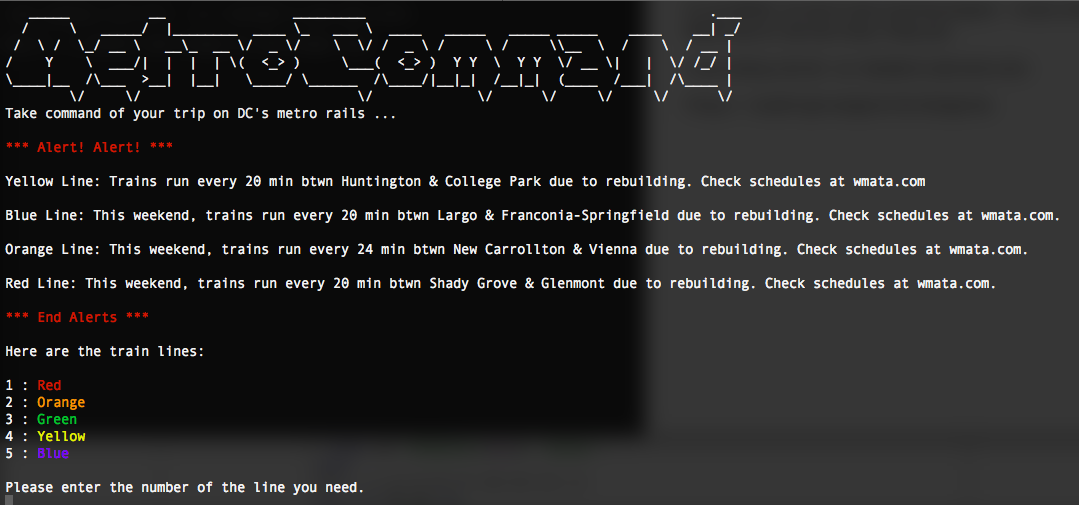 MetroCommand
Take command of your trip on DC's metro rails ...
*** Alert! Alert! ***
Yellow Line: Trains run every 20 min btwn Huntington & College Park due to rebuilding. Check schedules at wmata.com
Blue Line: This weekend, trains run every 20 min btwn Largo & Franconia-Springfield due to rebuilding. Check schedules at wmata.com.
Orange Line: This weekend, trains run every 24 min btwn New Carrollton & Vienna due to rebuilding. Check schedules at wmata.com.
Red Line: This weekend, trains run every 20 min btwn Shady Grove & Glenmont due to rebuilding. Check schedules at wmata.com.
*** End Alerts ***
Here are the train lines:
1 : Red
2 : Orange
3 : Green
4 : Yellow
5 : Blue
Please enter the number of the line you need.